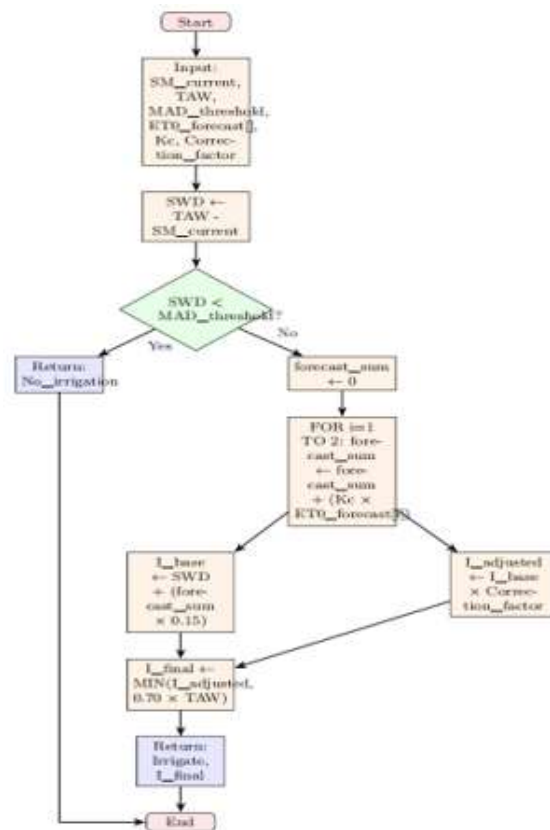 Start
Input:
SM_current,
TAW,
MAD_threshold,
ET0_forecast[],
Kc, Correc-
tion_factor
SWD ←
TAW -
SM_current
SWD <
MAD_threshold?
Yes
No
Return:
No_irrigation
forecast_sum
← 0
FOR i=1
TO 2: fore-
cast_sum
← fore-
cast_sum
+ (Kc ×
ET0_forecast[i])
I_base
← SWD
+ (fore-
cast_sum
× 0.15)
I_adjusted
← I_base
× Correc-
tion_factor
I_final ←
MIN(I_adjusted,
0.70 × TAW)
Return:
Irrigate,
I_final
End